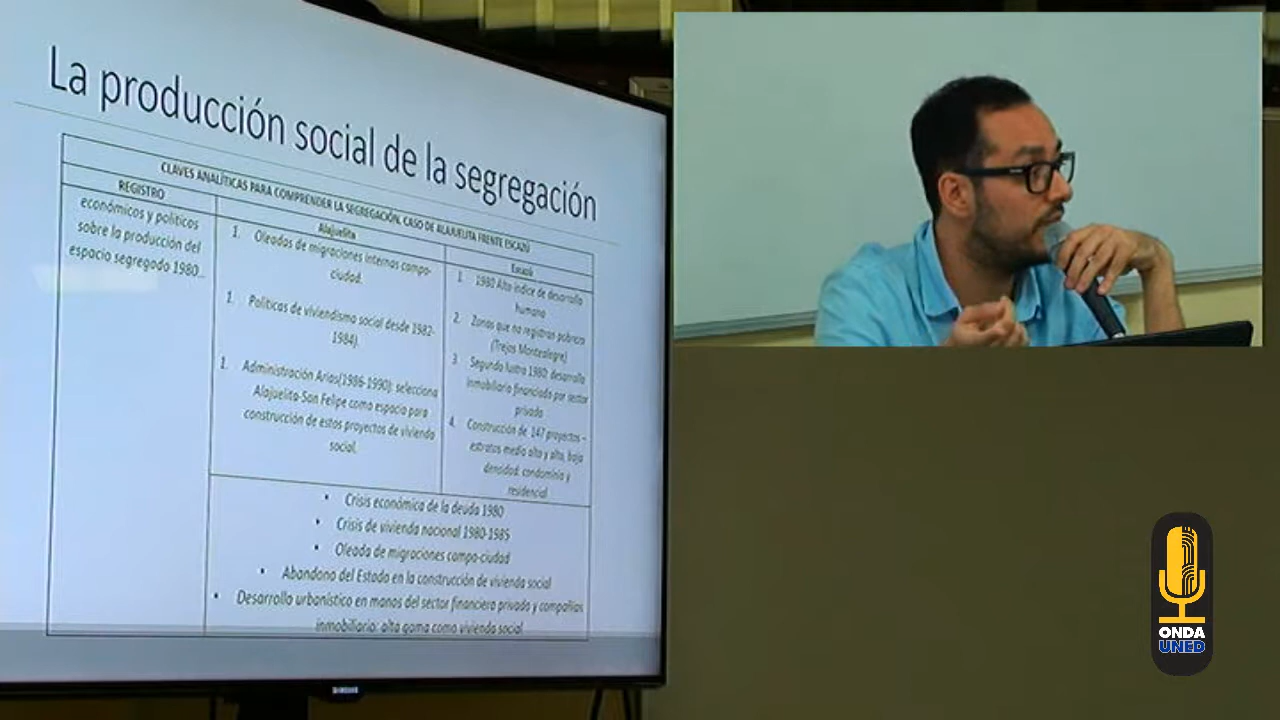 La producción social de la segregación
CLAVES ANALÍTICAS PARA COMPRENDER LA SEGREGACIÓN. CASO DE ALAJUELITA FRENTE ESCAZÚ
REGISTRO
económicos y políticos
sobre la producción del
espacio segregado 1980...
Alajuelita
1. Oleadas de migraciones internas campo-
ciudad.
1. Políticas de viviendismo social desde 1982-
1984).
1. Administración Arias(1986-1990): selecciona
Alajuelita-San Felipe como espacio para
construcción de estos proyectos de vivienda
social.
Escazú
1. 1980 Alto índice de desarrollo
humano
2. Zonas que no registran pobreza
(Trejos Montealegre)
3. Segundo lustro 1980: desarrollo
inmobiliario financiado por sector
privado
4. Construcción de 147 proyectos –
estratos medio alto y alto, baja
densidad: condominio y
residencial
• Crisis económica de la deuda 1980
• Crisis de vivienda nacional 1980-1985
• Oleada de migraciones campo-ciudad
• Abandono del Estado en la construcción de vivienda social
• Desarrollo urbanístico en manos del sector financiero privado y compañías
inmobiliario: alta gama como vivienda social
SAMSUNG
ONDA
UNED